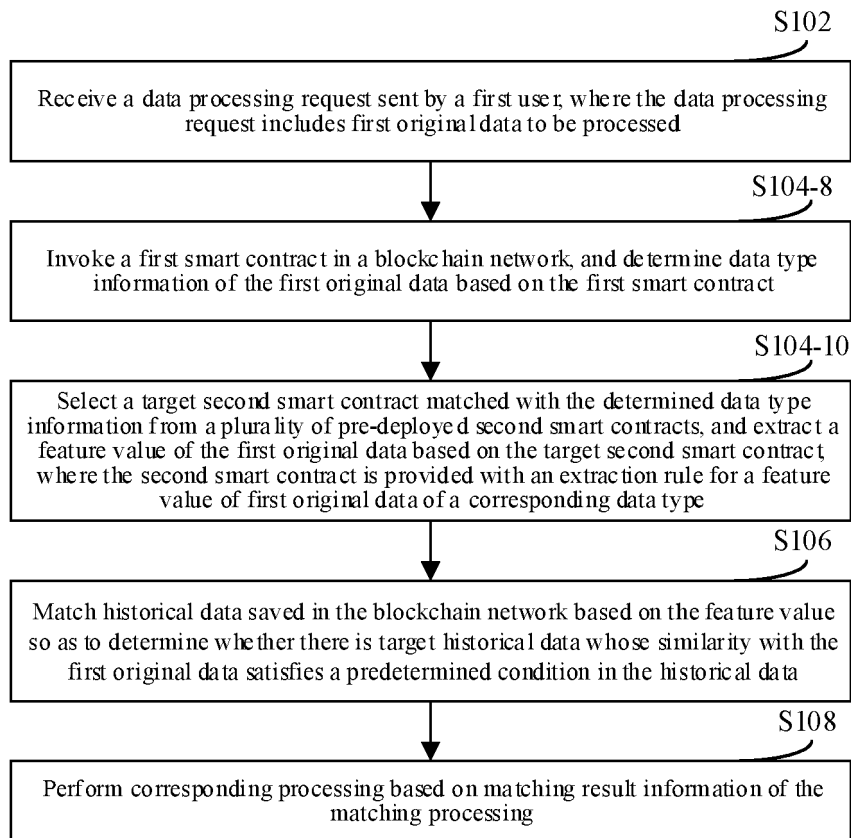 S102
Receive a data processing request sent by a first user, where the data processing
request includes first original data to be processed
S104-8
Invoke a first smart contract in a blockchain network, and determine data type
information of the first original data based on the first smart contract
S104-10
Select a target second smart contract matched with the determined data type
information from a plurality of pre-deployed second smart contracts, and extract a
feature value of the first original data based on the target second smart contract,
where the second smart contract is provided with an extraction rule for a feature
value of first original data of a corresponding data type
S106
Match historical data saved in the blockchain network based on the feature value
so as to determine whether there is target historical data whose similarity with the
first original data satisfies a predetermined condition in the historical data
S108
Perform corresponding processing based on matching result information of the
matching processing